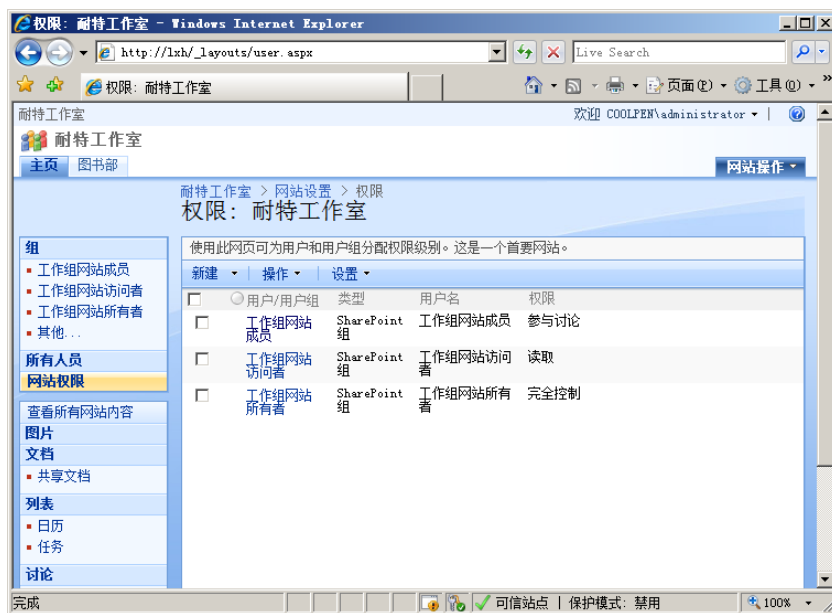 权限: 耐特工作室 - Windows Internet Explorer
http://lxh/_layouts/user.aspx
Live Search
权限: 耐特工作室
页面(P)
工具(O)
»
耐特工作室
欢迎 COOLPEN\administrator
耐特工作室
主页
图书部
网站操作
耐特工作室 > 网站设置 > 权限
权限: 耐特工作室
组
工作组网站成员
工作组网站访问者
工作组网站所有者
其他...
所有人员
网站权限
查看所有网站内容
图片
文档
共享文档
列表
日历
任务
讨论
使用此网页可为用户和用户组分配权限级别。这是一个首要网站。
新建 操作 设置
用户/用户组 类型 用户名 权限
工作组网站 SharePoint 工作组网站成员 参与讨论
成员 组
工作组网站 SharePoint 工作组网站访问 读取
访问者 组 者
工作组网站 SharePoint 工作组网站所有 完全控制
所有者 组 者
完成
可信站点 | 保护模式: 禁用
100%